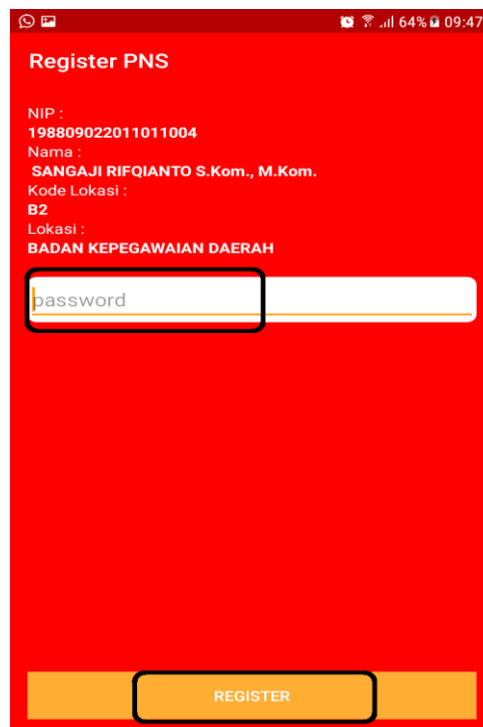 64% 09:47
Register PNS
NIP :
198809022011011004
Nama :
SANGAJI RIFQIANTO S.Kom., M.Kom.
Kode Lokasi :
B2
Lokasi :
BADAN KEPEGAWAIAN DAERAH
password
REGISTER